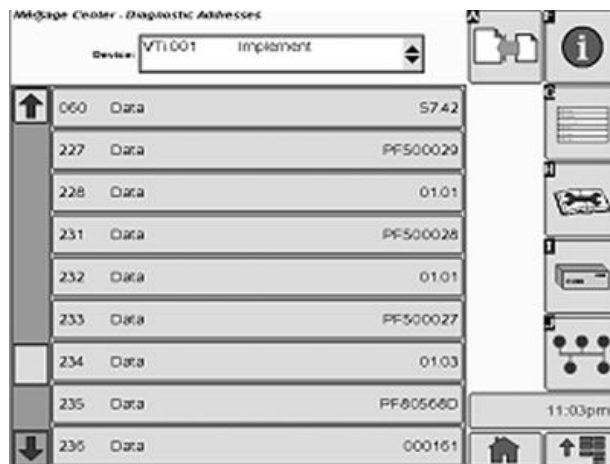 Message Center - Diagnostic Addresses
Device: VTi.001 Implement
060 Data 57.42
227 Data PF500029
228 Data 01.01
231 Data PF500028
232 Data 01.01
233 Data PF500027
234 Data 01.03
235 Data PF80568D
236 Data 000161
A
F
G
H
I
J
11:03pm